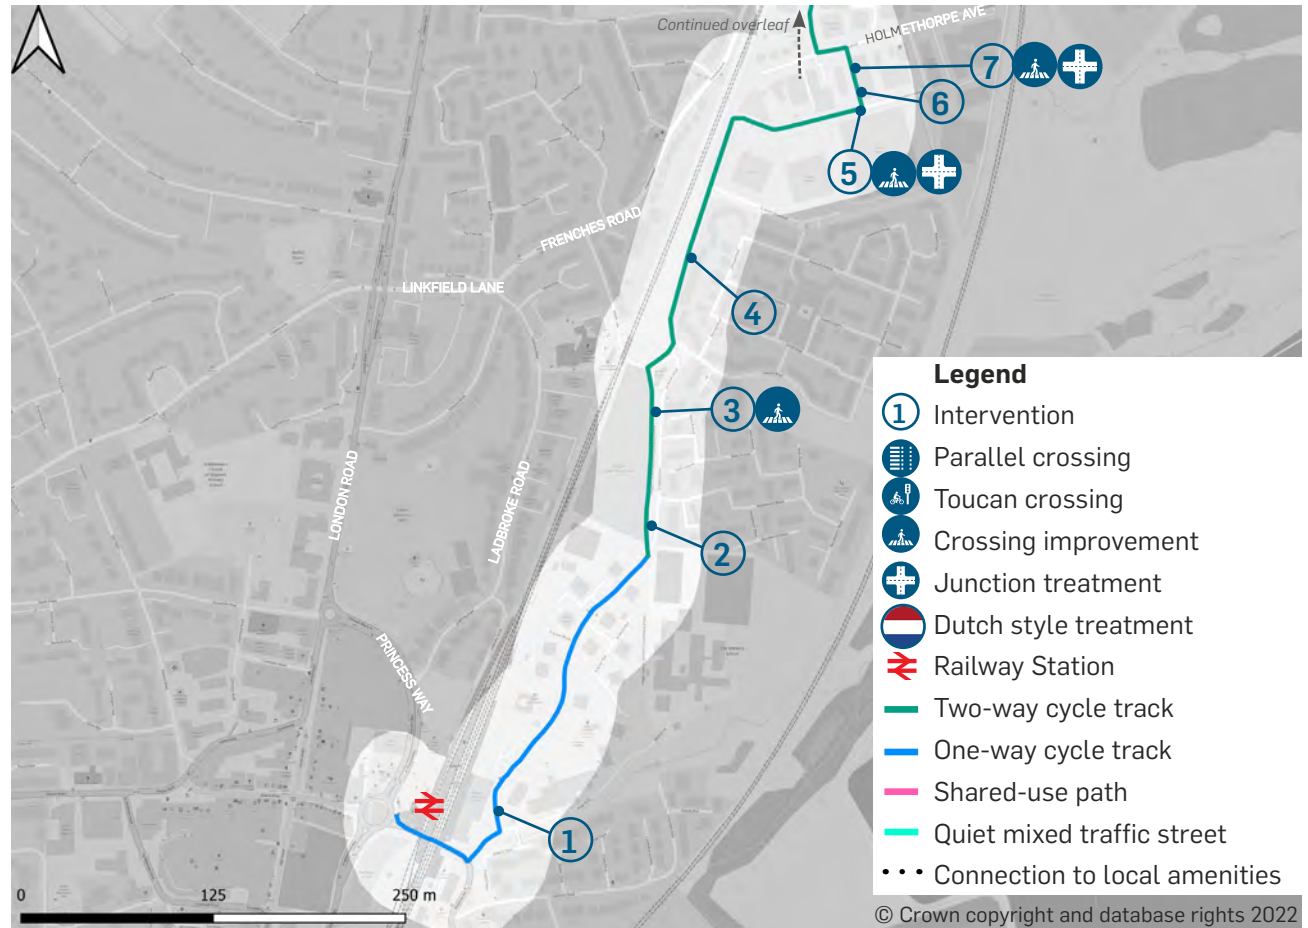 Continued overleaf
HOLMETHORPE AVE
7
6
5
FRENCHES ROAD
LINKFIELD LANE
4
3
LONDON ROAD
LADBROKE ROAD
2
PRINCESS WAY
1
0 125 250 m
Legend
1 Intervention
Parallel crossing
Toucan crossing
Crossing improvement
Junction treatment
Dutch style treatment
Railway Station
Two-way cycle track
One-way cycle track
Shared-use path
Quiet mixed traffic street
Connection to local amenities
© Crown copyright and database rights 2022